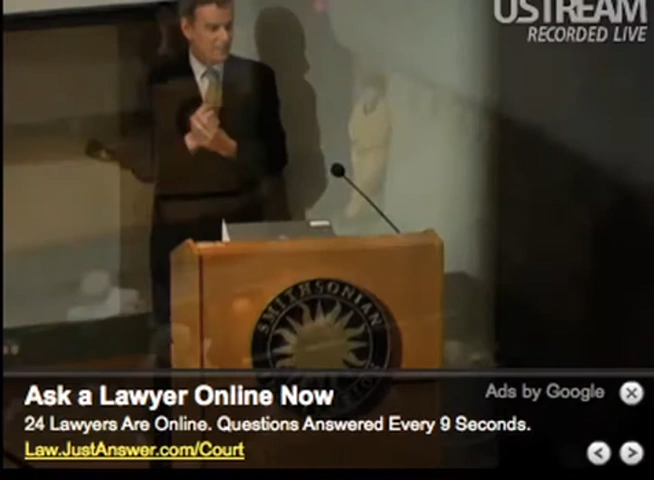 USTREAM
RECORDED LIVE
SMITHSONIAN
Ask a Lawyer Online Now
Ads by Google
24 Lawyers Are Online. Questions Answered Every 9 Seconds.
Law.JustAnswer.com/Court